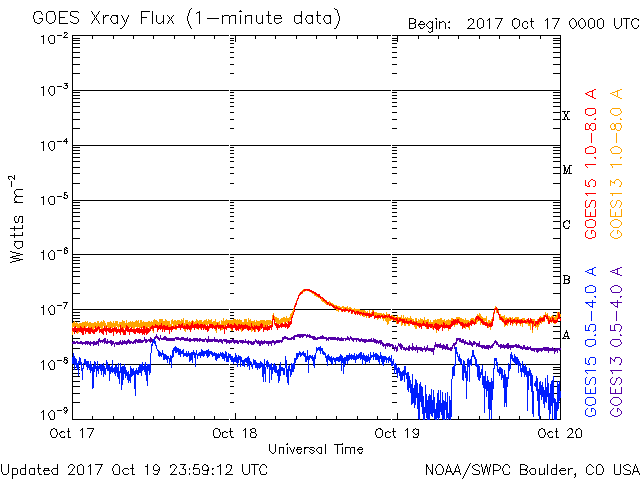 GOES Xray Flux (1-minute data)
Begin: 2017 Oct 17 0000 UTC
10⁻²
10⁻³
10⁻⁴
10⁻⁵
10⁻⁶
10⁻⁷
10⁻⁸
10⁻⁹
Watts m⁻²
X
M
C
B
A
GOES15 1.0-8.0 A
GOES13 1.0-8.0 A
GOES15 0.5-4.0 A
GOES13 0.5-4.0 A
Oct 17
Oct 18
Oct 19
Oct 20
Universal Time
Updated 2017 Oct 19 23:59:12 UTC
NOAA/SWPC Boulder, CO USA